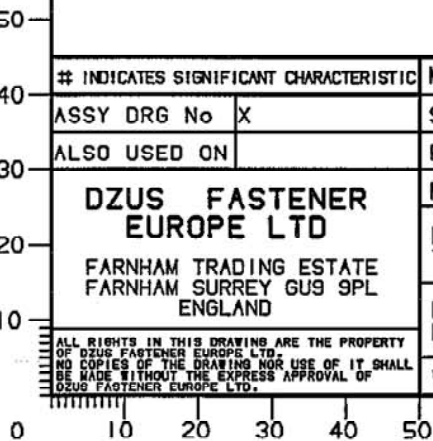 50
# INDICATES SIGNIFICANT CHARACTERISTIC
40
ASSY DRG No X
ALSO USED ON
30
DZUS FASTENER
EUROPE LTD
20
FARNHAM TRADING ESTATE
FARNHAM SURREY GU9 9PL
ENGLAND
10
ALL RIGHTS IN THIS DRAWING ARE THE PROPERTY
OF DZUS FASTENER EUROPE LTD.
NO COPIES OF THE DRAWING NOR USE OF IT SHALL
BE MADE WITHOUT THE EXPRESS APPROVAL OF
DZUS FASTENER EUROPE LTD.
0 10 20 30 40 50